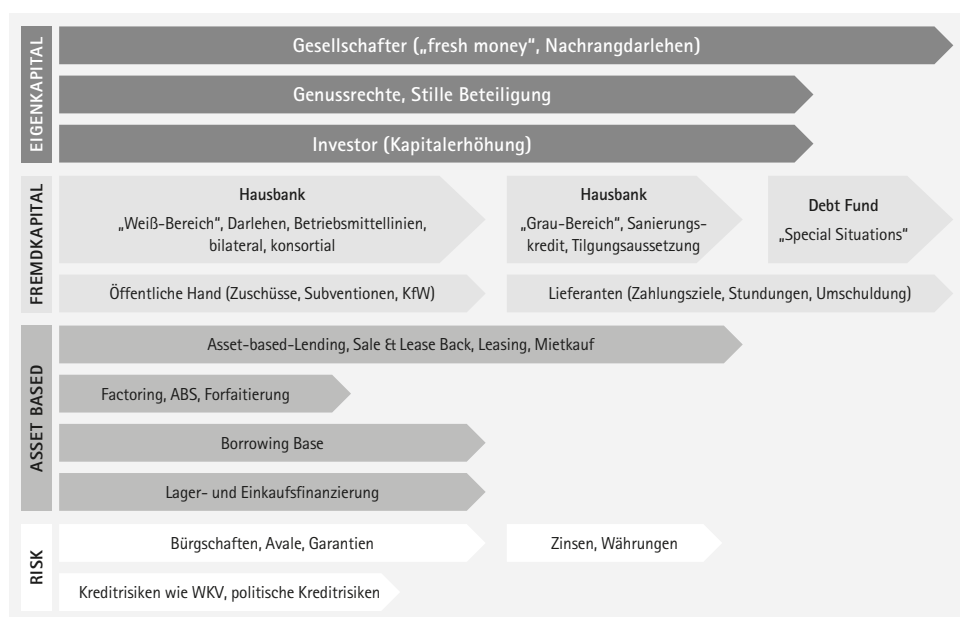 EIGENKAPITAL
Gesellschafter („fresh money“, Nachrangdarlehen)
Genussrechte, Stille Beteiligung
Investor (Kapitalerhöhung)
FREMDKAPITAL
Hausbank
„Weiß-Bereich“, Darlehen, Betriebsmittellinien,
bilateral, konsortial
Hausbank
„Grau-Bereich“, Sanierungs-
kredit, Tilgungsaussetzung
Debt Fund
„Special Situations“
Öffentliche Hand (Zuschüsse, Subventionen, KfW)
Lieferanten (Zahlungsziele, Stundungen, Umschuldung)
ASSET BASED
Asset-based-Lending, Sale & Lease Back, Leasing, Mietkauf
Factoring, ABS, Forfaitierung
Borrowing Base
Lager- und Einkaufsfinanzierung
RISK
Bürgschaften, Avale, Garantien
Zinsen, Währungen
Kreditrisiken wie WKV, politische Kreditrisiken